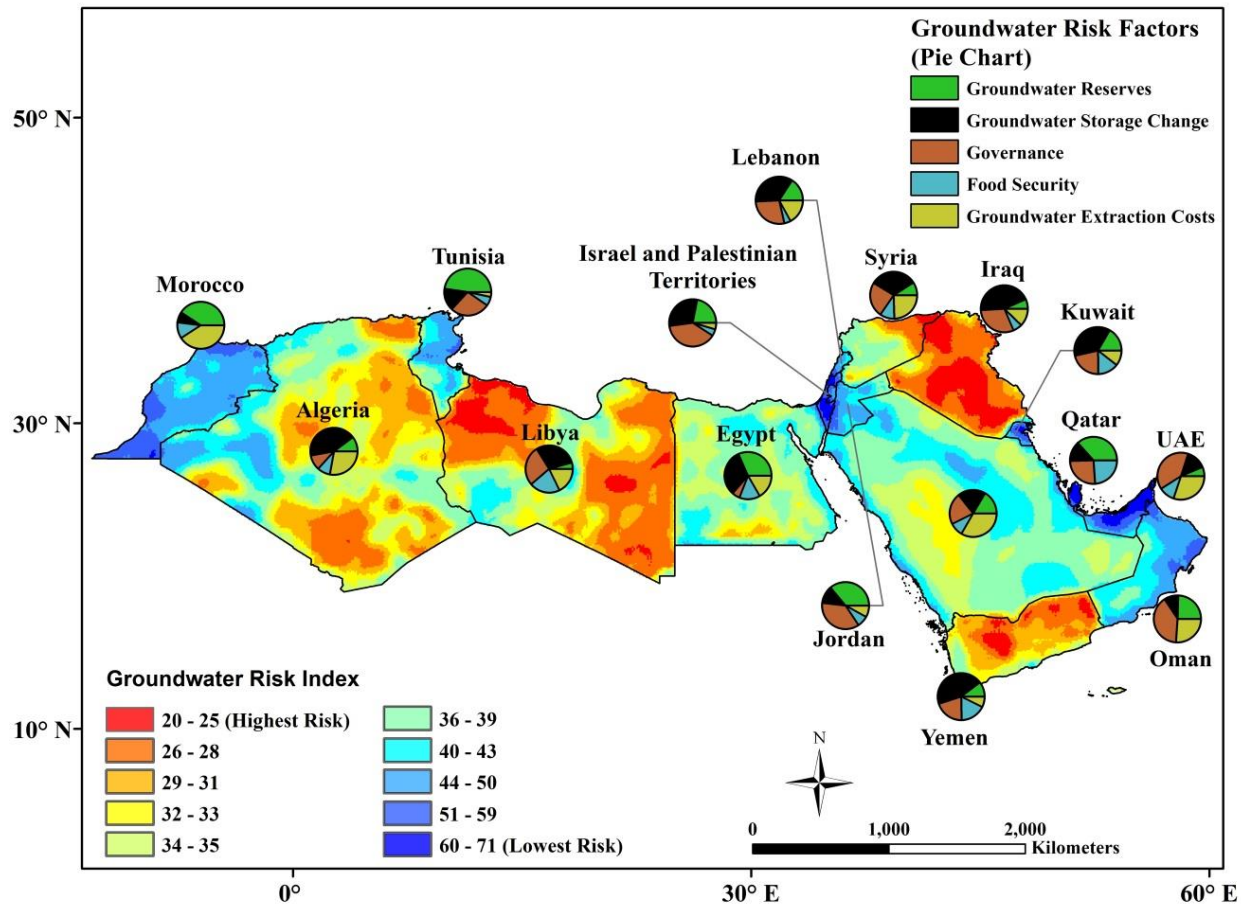 Groundwater Risk Factors
(Pie Chart)
Groundwater Reserves
Groundwater Storage Change
Governance
Food Security
Groundwater Extraction Costs
50° N
30° N
10° N
Lebanon
Israel and Palestinian
Territories
Syria
Iraq
Kuwait
Tunisia
Morocco
Algeria
Libya
Egypt
Qatar
UAE
Jordan
Oman
Yemen
Groundwater Risk Index
20 - 25 (Highest Risk)
26 - 28
29 - 31
32 - 33
34 - 35
36 - 39
40 - 43
44 - 50
51 - 59
60 - 71 (Lowest Risk)
N
0 1,000 2,000
Kilometers
0° 30° E 60° E